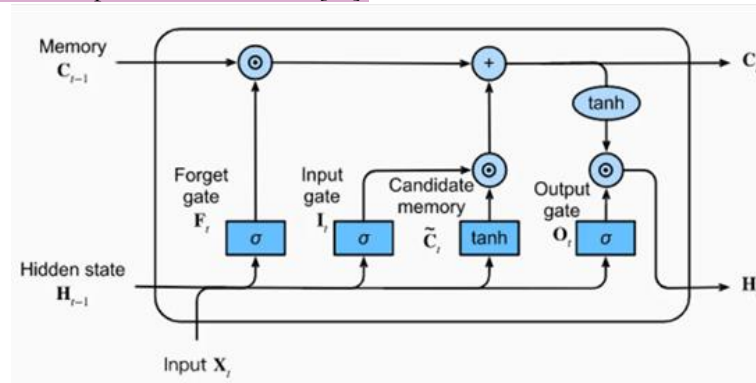 Memory
C_{t-1}
⊙
+
C
tanh
⊙
⊙
Forget
gate
F_t
Input
gate
I_t
Candidate
memory
C̃_t
Output
gate
O_t
σ
σ
tanh
σ
Hidden state
H_{t-1}
H
Input X_t